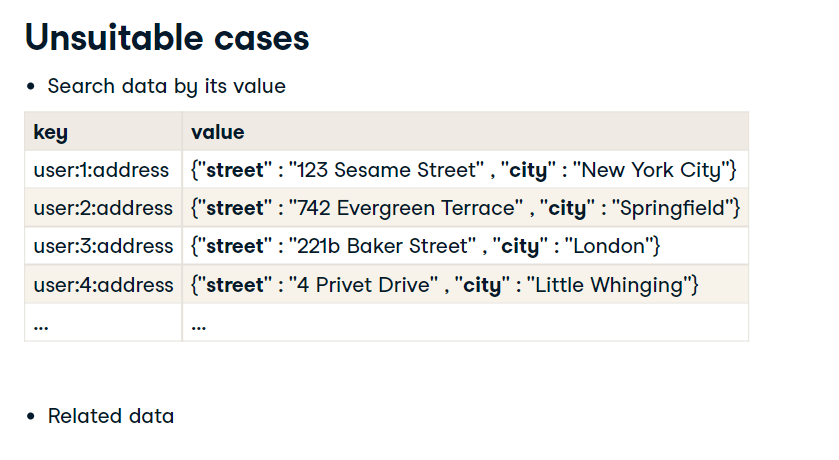 Unsuitable cases
• Search data by its value
key value
user:1:address {"street" : "123 Sesame Street" , "city" : "New York City"}
user:2:address {"street" : "742 Evergreen Terrace" , "city" : "Springfield"}
user:3:address {"street" : "221b Baker Street" , "city" : "London"}
user:4:address {"street" : "4 Privet Drive" , "city" : "Little Whinging"}
... ...
• Related data